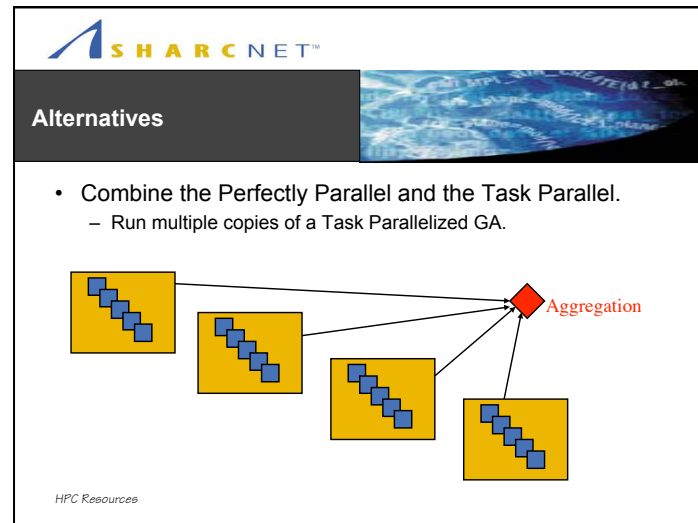 SHARCNET™
Alternatives
• Combine the Perfectly Parallel and the Task Parallel.
– Run multiple copies of a Task Parallelized GA.
Aggregation
HPC Resources